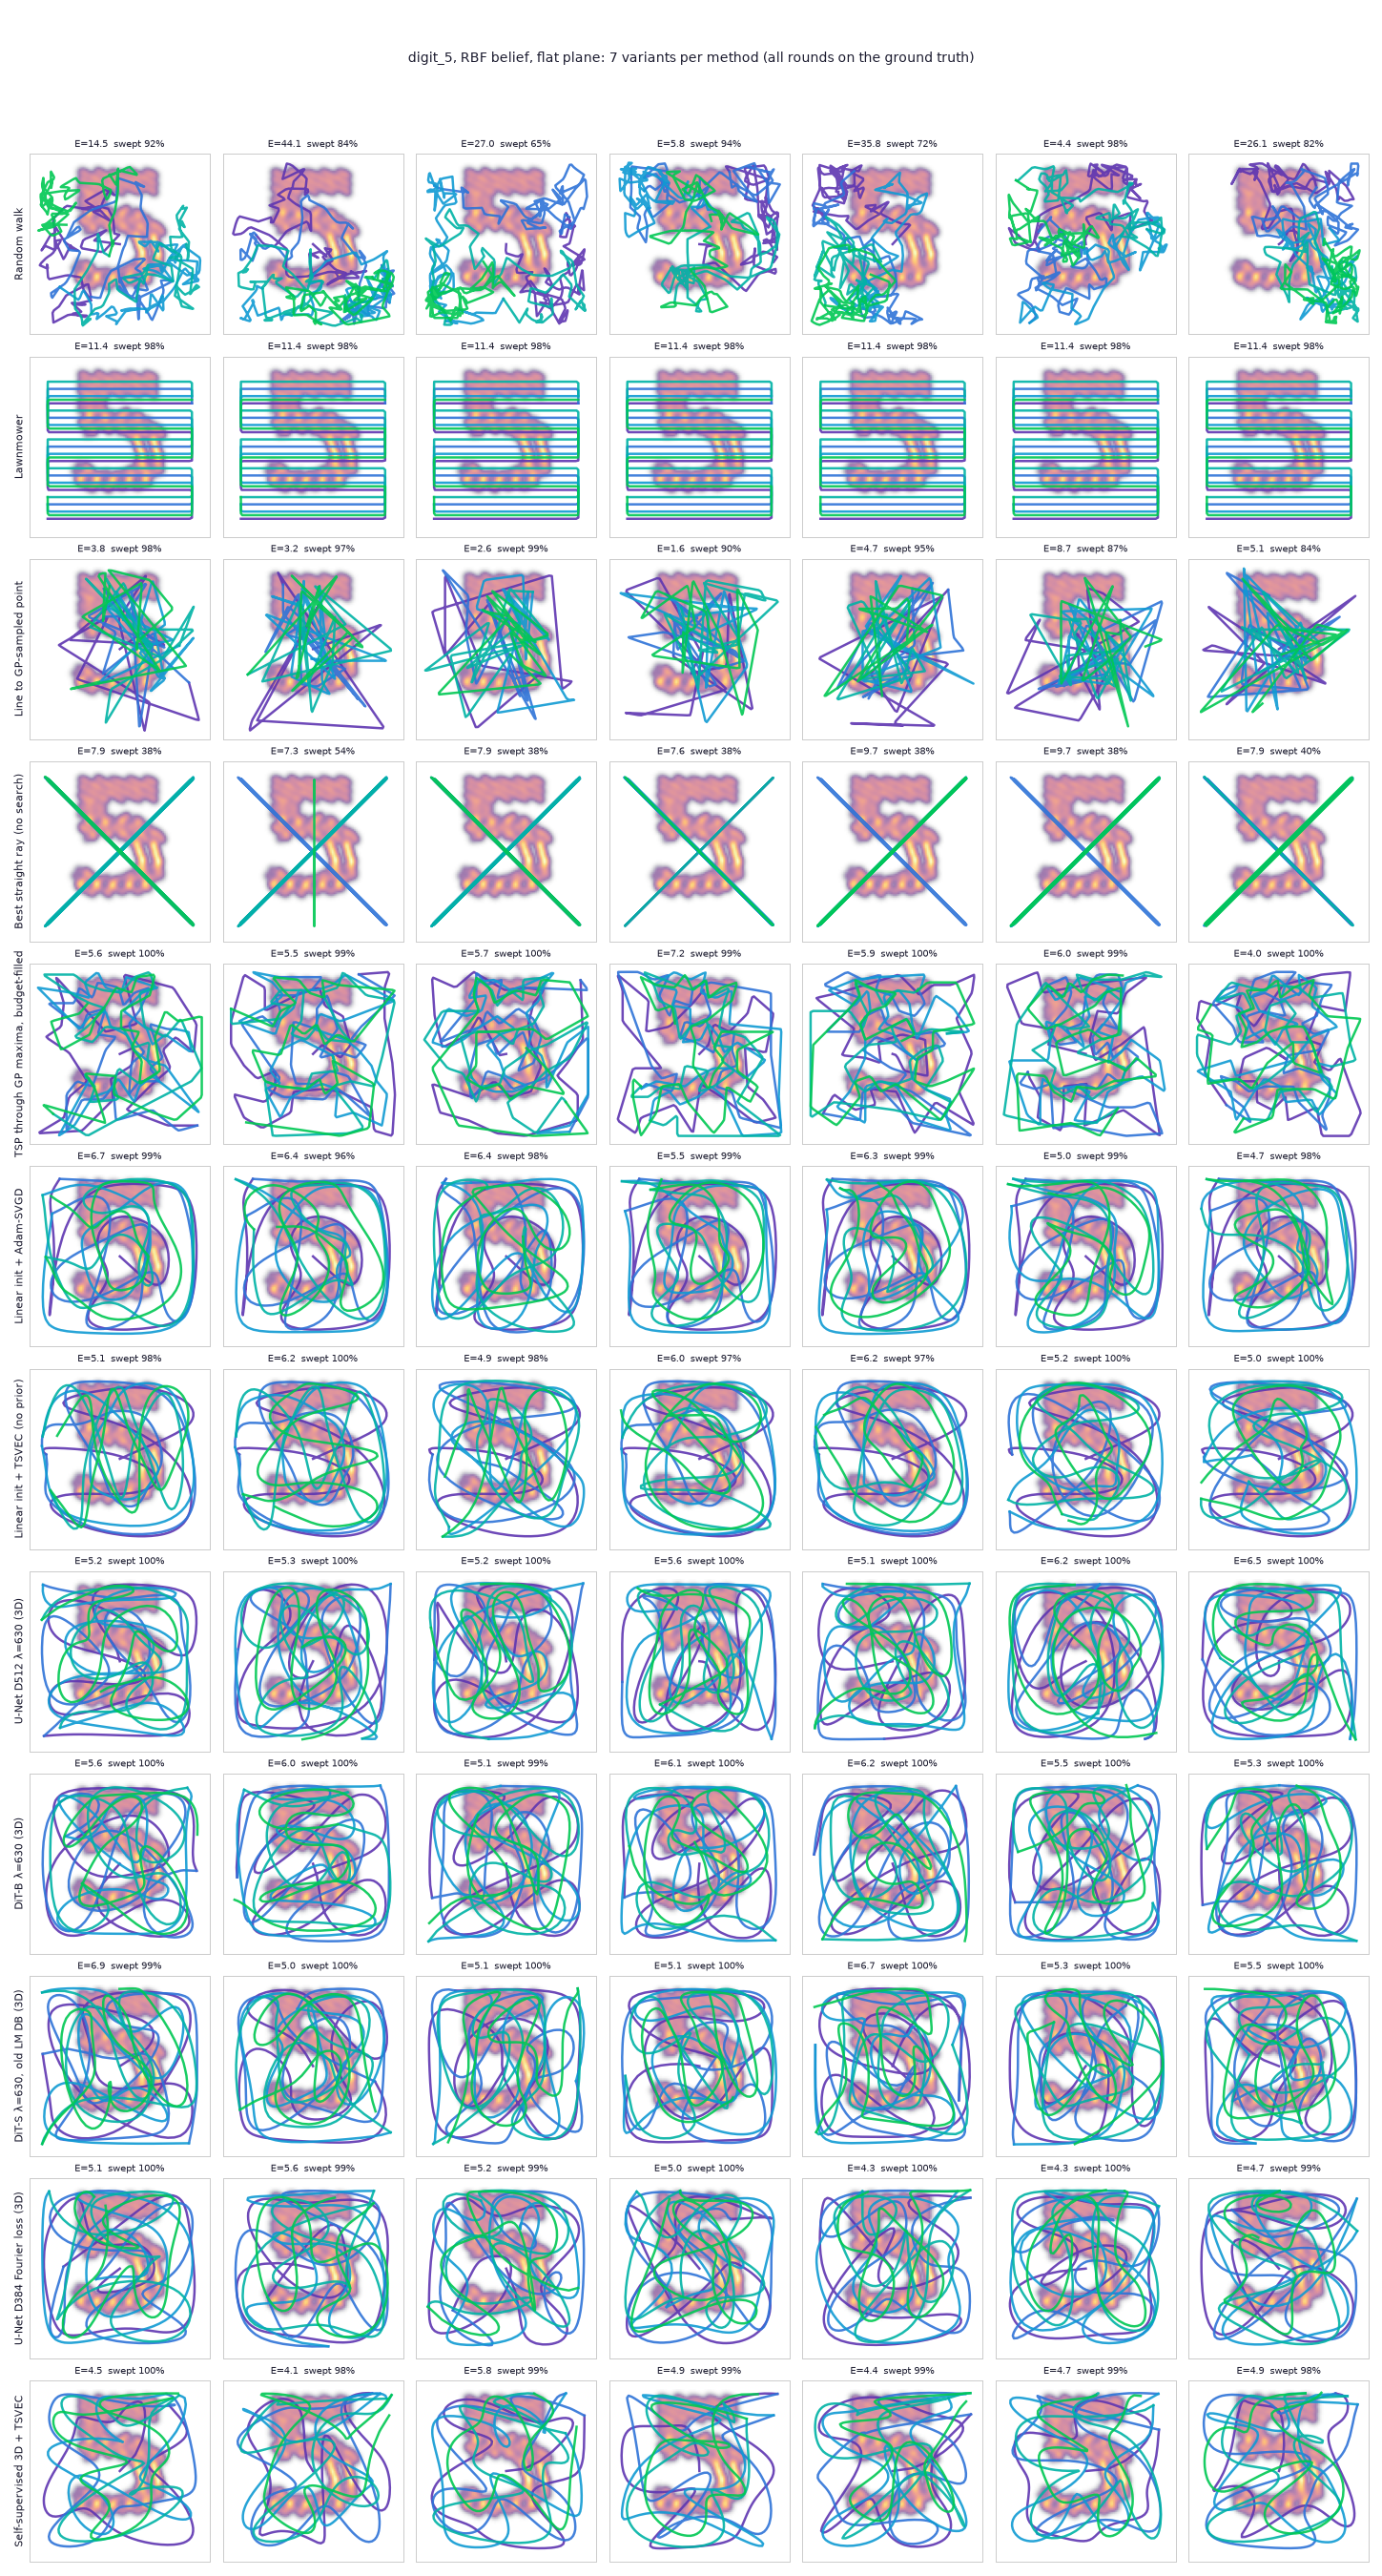 digit_5, RBF belief, flat plane: 7 variants per method (all rounds on the ground truth)
E=14.5 swept 92% E=44.1 swept 84% E=27.0 swept 65% E=5.8 swept 94% E=35.8 swept 72% E=4.4 swept 98% E=26.1 swept 82%
Random walk
E=11.4 swept 98% E=11.4 swept 98% E=11.4 swept 98% E=11.4 swept 98% E=11.4 swept 98% E=11.4 swept 98% E=11.4 swept 98%
Lawnmower
E=3.8 swept 98% E=3.2 swept 97% E=2.6 swept 99% E=1.6 swept 90% E=4.7 swept 95% E=8.7 swept 87% E=5.1 swept 84%
Line to GP-sampled point
E=7.9 swept 38% E=7.3 swept 54% E=7.9 swept 38% E=7.6 swept 38% E=9.7 swept 38% E=9.7 swept 38% E=7.9 swept 40%
Best straight ray (no search)
E=5.6 swept 100% E=5.5 swept 99% E=5.7 swept 100% E=7.2 swept 99% E=5.9 swept 100% E=6.0 swept 99% E=4.0 swept 100%
TSP through GP maxima, budget-filled
E=6.7 swept 99% E=6.4 swept 96% E=6.4 swept 98% E=5.5 swept 99% E=6.3 swept 99% E=5.0 swept 99% E=4.7 swept 98%
Linear init + Adam-SVGD
E=5.1 swept 98% E=6.2 swept 100% E=4.9 swept 98% E=6.0 swept 97% E=6.2 swept 97% E=5.2 swept 100% E=5.0 swept 100%
Linear init + TSVEC (no prior)
E=5.2 swept 100% E=5.3 swept 100% E=5.2 swept 100% E=5.6 swept 100% E=5.1 swept 100% E=6.2 swept 100% E=6.5 swept 100%
U-Net D512 λ=630 (3D)
E=5.6 swept 100% E=6.0 swept 100% E=5.1 swept 99% E=6.1 swept 100% E=6.2 swept 100% E=5.5 swept 100% E=5.3 swept 100%
DiT-B λ=630 (3D)
E=6.9 swept 99% E=5.0 swept 100% E=5.1 swept 100% E=5.1 swept 100% E=6.7 swept 100% E=5.3 swept 100% E=5.5 swept 100%
DiT-S λ=630, old LM DB (3D)
E=5.1 swept 100% E=5.6 swept 99% E=5.2 swept 99% E=5.0 swept 100% E=4.3 swept 100% E=4.3 swept 100% E=4.7 swept 99%
U-Net D384 Fourier loss (3D)
E=4.5 swept 100% E=4.1 swept 98% E=5.8 swept 99% E=4.9 swept 99% E=4.4 swept 99% E=4.7 swept 99% E=4.9 swept 98%
Self-supervised 3D + TSVEC